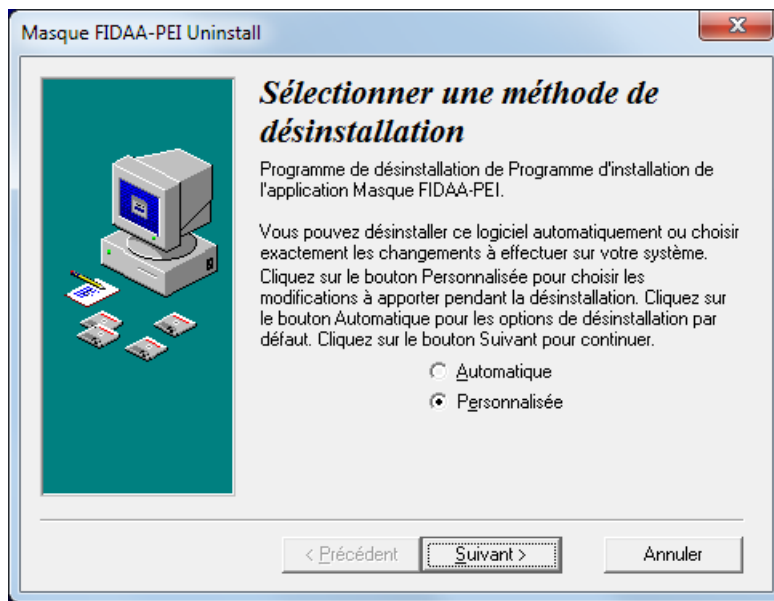 Masque FIDAA-PEI Uninstall
Sélectionner une méthode de
désinstallation
Programme de désinstallation de Programme d'installation de
l'application Masque FIDAA-PEI.
Vous pouvez désinstaller ce logiciel automatiquement ou choisir
exactement les changements à effectuer sur votre système.
Cliquez sur le bouton Personnalisée pour choisir les
modifications à apporter pendant la désinstallation. Cliquez sur
le bouton Automatique pour les options de désinstallation par
défaut. Cliquez sur le bouton Suivant pour continuer.
Automatique
Personnalisée
< Précédent
Suivant >
Annuler